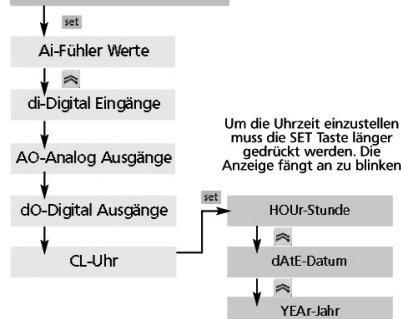 set
Ai-Fühler Werte
di-Digital Eingänge
Um die Uhrzeit einzustellen
muss die SET Taste länger
gedrückt werden. Die
Anzeige fängt an zu blinken
AO-Analog Ausgänge
dO-Digital Ausgänge
set
HOUr-Stunde
CL-Uhr
dAtE-Datum
YEAr-Jahr